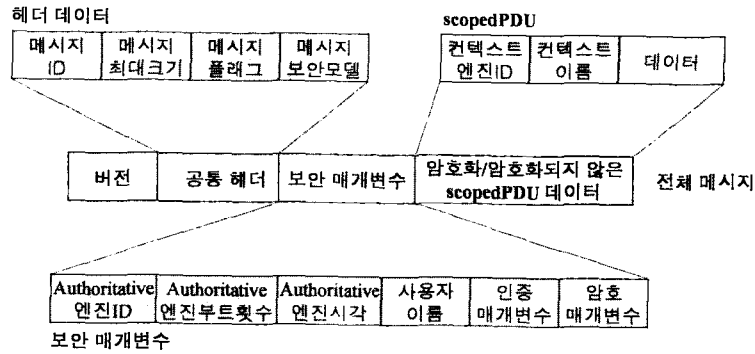 헤더 데이터
메시지 ID
메시지 최대크기
메시지 플래그
메시지 보안모델
scopedPDU
컨텍스트 엔진ID
컨텍스트 이름
데이터
버전
공통 헤더
보안 매개변수
암호화/암호화되지 않은
scopedPDU 데이터
전체 메시지
Authoritative 엔진ID
Authoritative 엔진부트횟수
Authoritative 엔진시각
사용자 이름
인증 매개변수
암호 매개변수
보안 매개변수